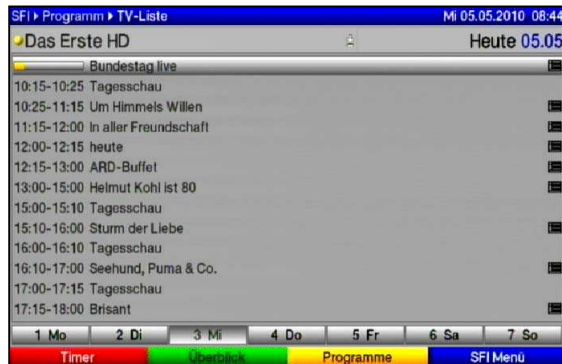 SFI ▸ Programm ▸ TV-Liste Mi 05.05.2010 08:44
Das Erste HD Heute 05.05
Bundestag live
10:15-10:25 Tagesschau
10:25-11:15 Um Himmels Willen
11:15-12:00 In aller Freundschaft
12:00-12:15 heute
12:15-13:00 ARD-Buffet
13:00-15:00 Helmut Kohl ist 80
15:00-15:10 Tagesschau
15:10-16:00 Sturm der Liebe
16:00-16:10 Tagesschau
16:10-17:00 Seehund, Puma & Co.
17:00-17:15 Tagesschau
17:15-18:00 Brisant
1 Mo 2 Di 3 Mi 4 Do 5 Fr 6 Sa 7 So
Timer Überblick Programme SFI Menü